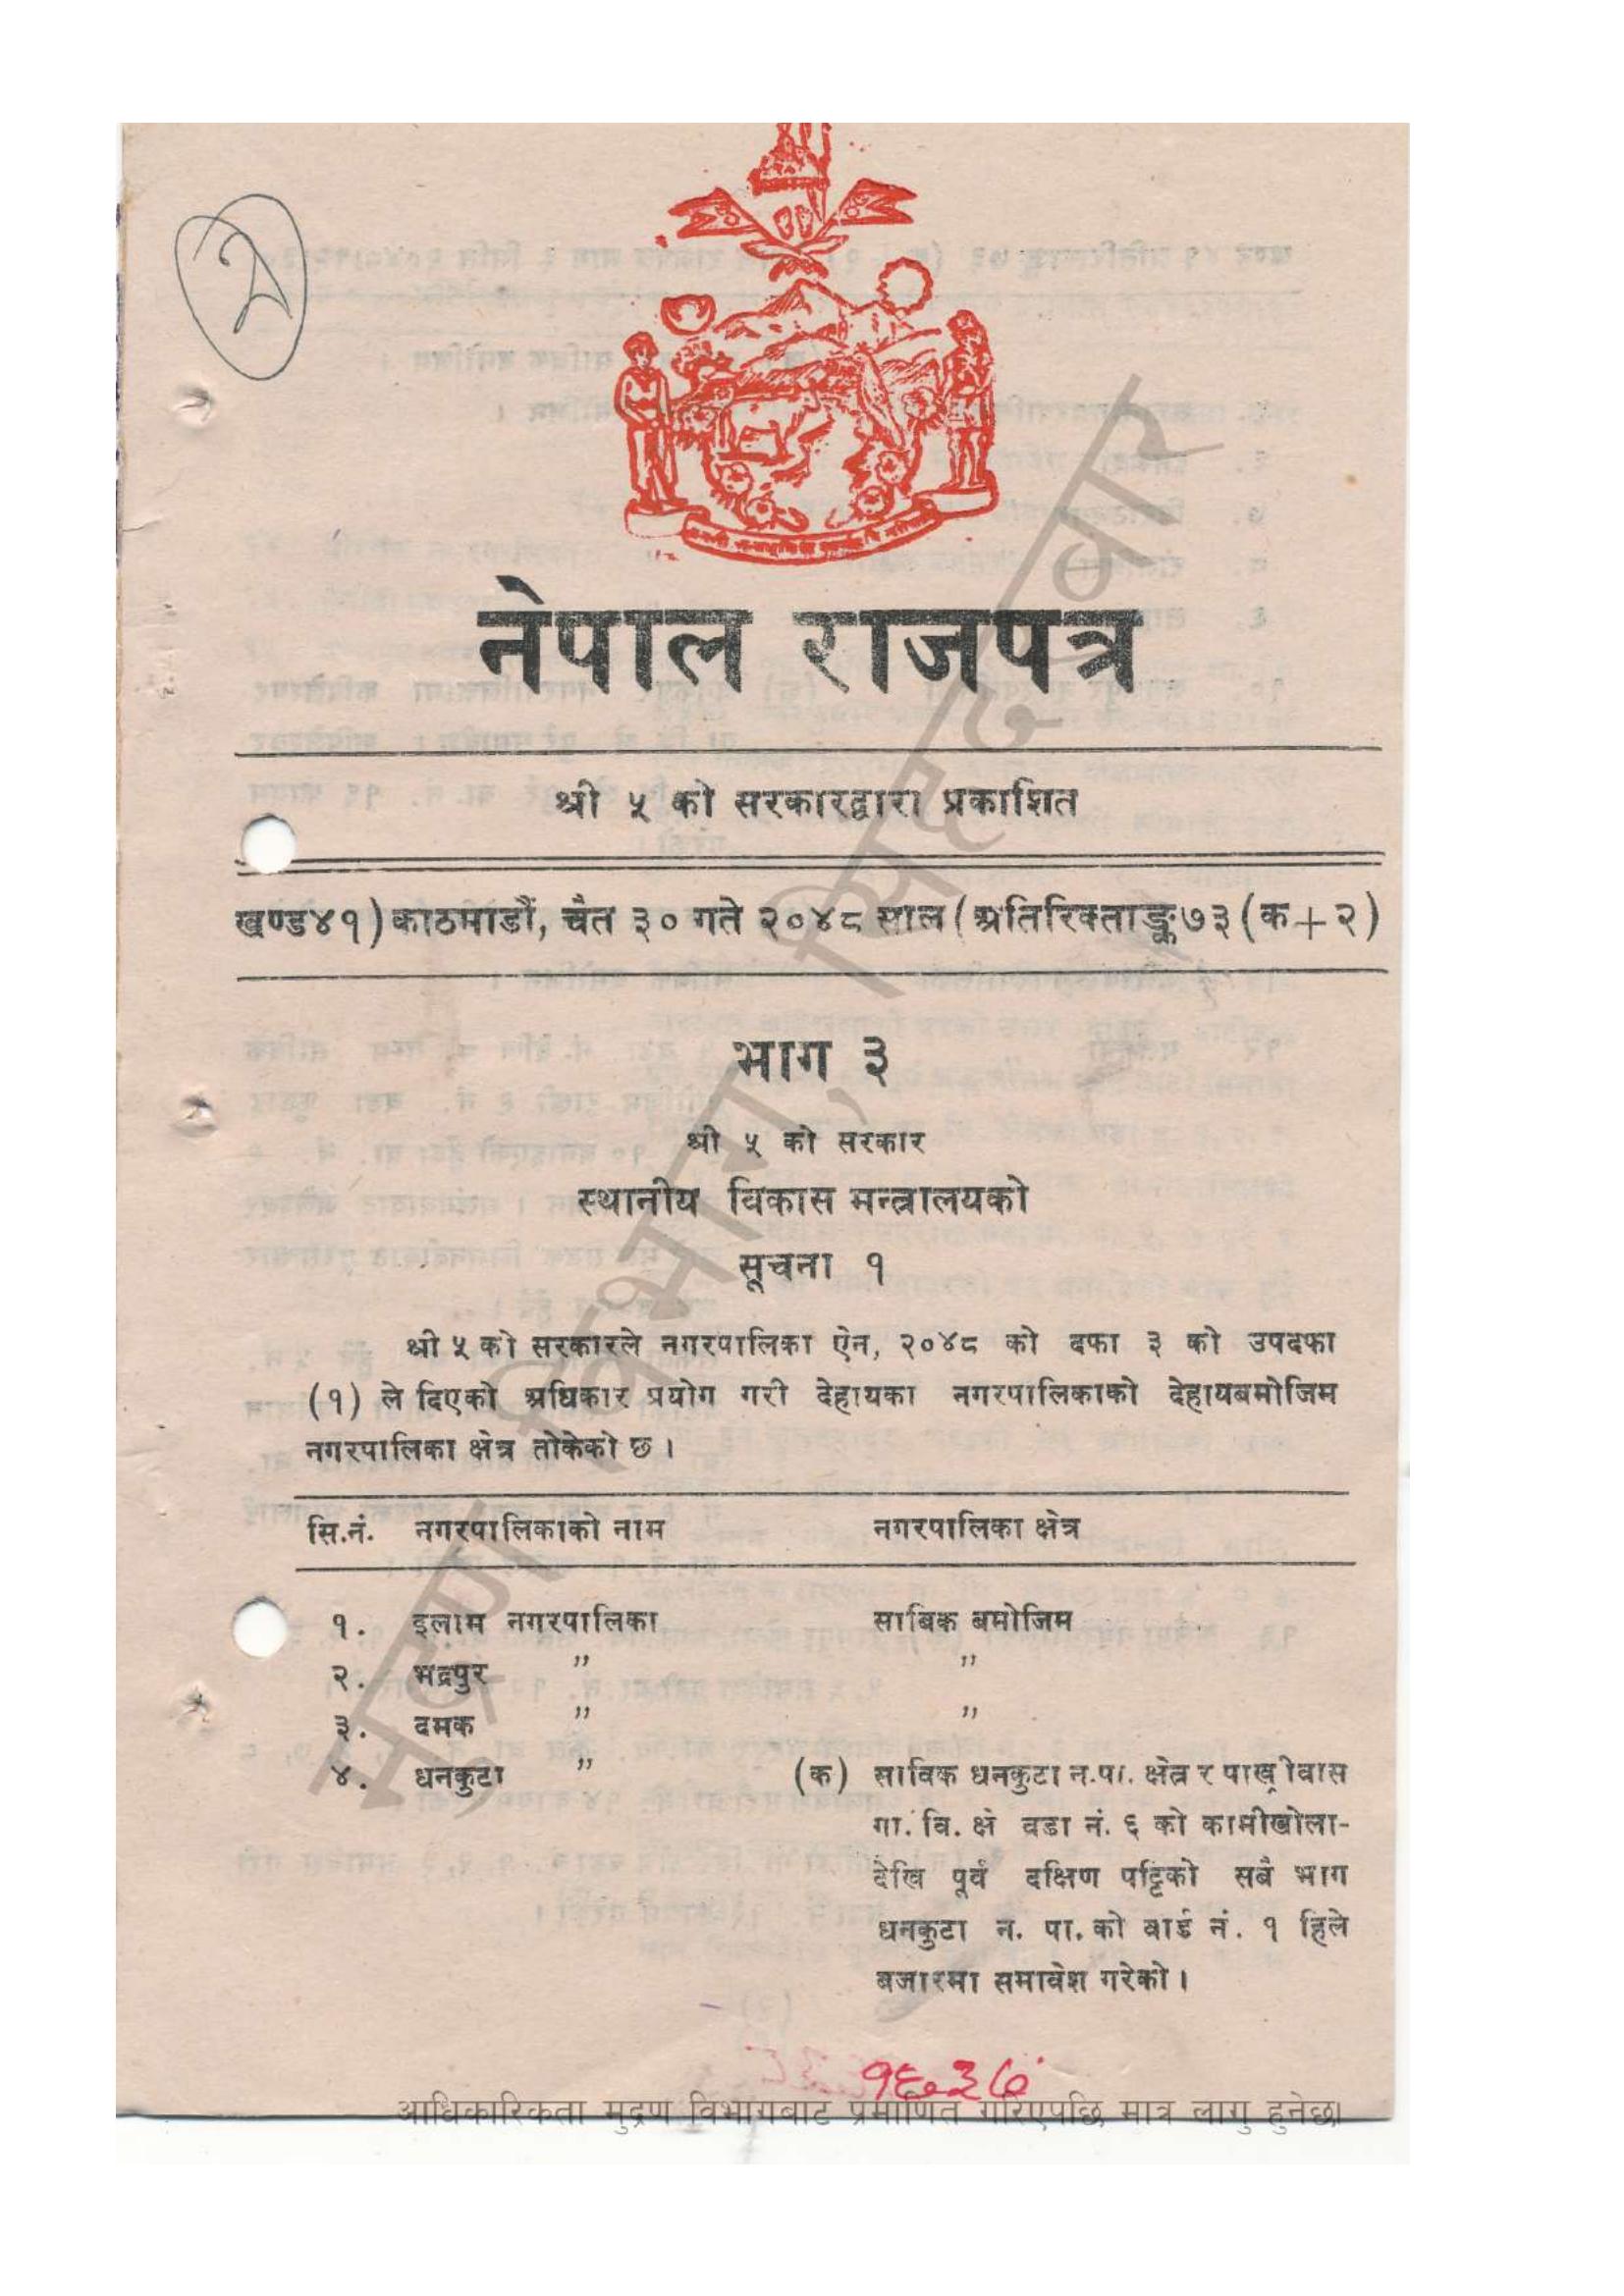 नेपाल राजपत्र
श्री ५ को सरकारद्वारा प्रकाशित
खण्ड४१) काठमाडौं, चैत ३० गते २०४८ साल (अतिरिक्ताङ्क७३ (क+२)
भाग ३
श्री ५ को सरकार
स्थानीय विकास मन्त्रालयको
सूचना १
श्री ५ को सरकारले नगरपालिका ऐन, २०४८ को दफा ३ को उपदफा
(१) ले दिएको अधिकार प्रयोग गरी देहायका नगरपालिकाको देहायबमोजिम
नगरपालिका क्षेत्र तोकेको छ ।
सि.नं. नगरपालिकाको नाम नगरपालिका क्षेत्र
१. इलाम नगरपालिका साबिक बमोजिम
२. भद्रपुर " "
३. दमक " "
४. धनकुटा " (क) साविक धनकुटा न.पा. क्षेत्र र पाख्रीवास
गा. वि. क्षे वडा नं. ६ को कामीखोला-
देखि पूर्व दक्षिण पट्टिको सबै भाग
धनकुटा न. पा. को वार्ड नं. १ हिले
बजारमा समावेश गरेको ।
मुद्रण विभाग, सिंहदरवार
आधिकारिकता मुद्रण विभागबाट प्रमाणित गरिएपछि मात्र लागु हुनेछ।